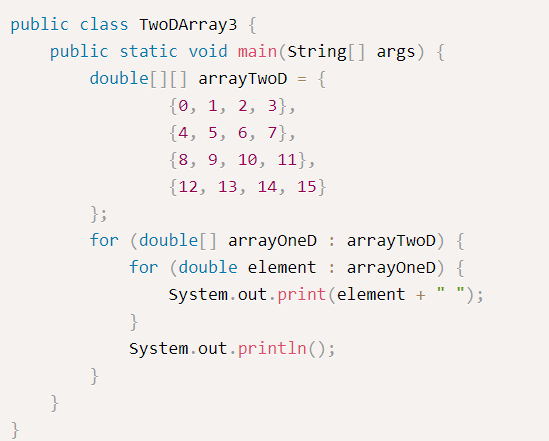 public class TwoDArray3 {
    public static void main(String[] args) {
        double[][] arrayTwoD = {
                {0, 1, 2, 3},
                {4, 5, 6, 7},
                {8, 9, 10, 11},
                {12, 13, 14, 15}
        };
        for (double[] arrayOneD : arrayTwoD) {
            for (double element : arrayOneD) {
                System.out.print(element + " ");
            }
            System.out.println();
        }
    }
}